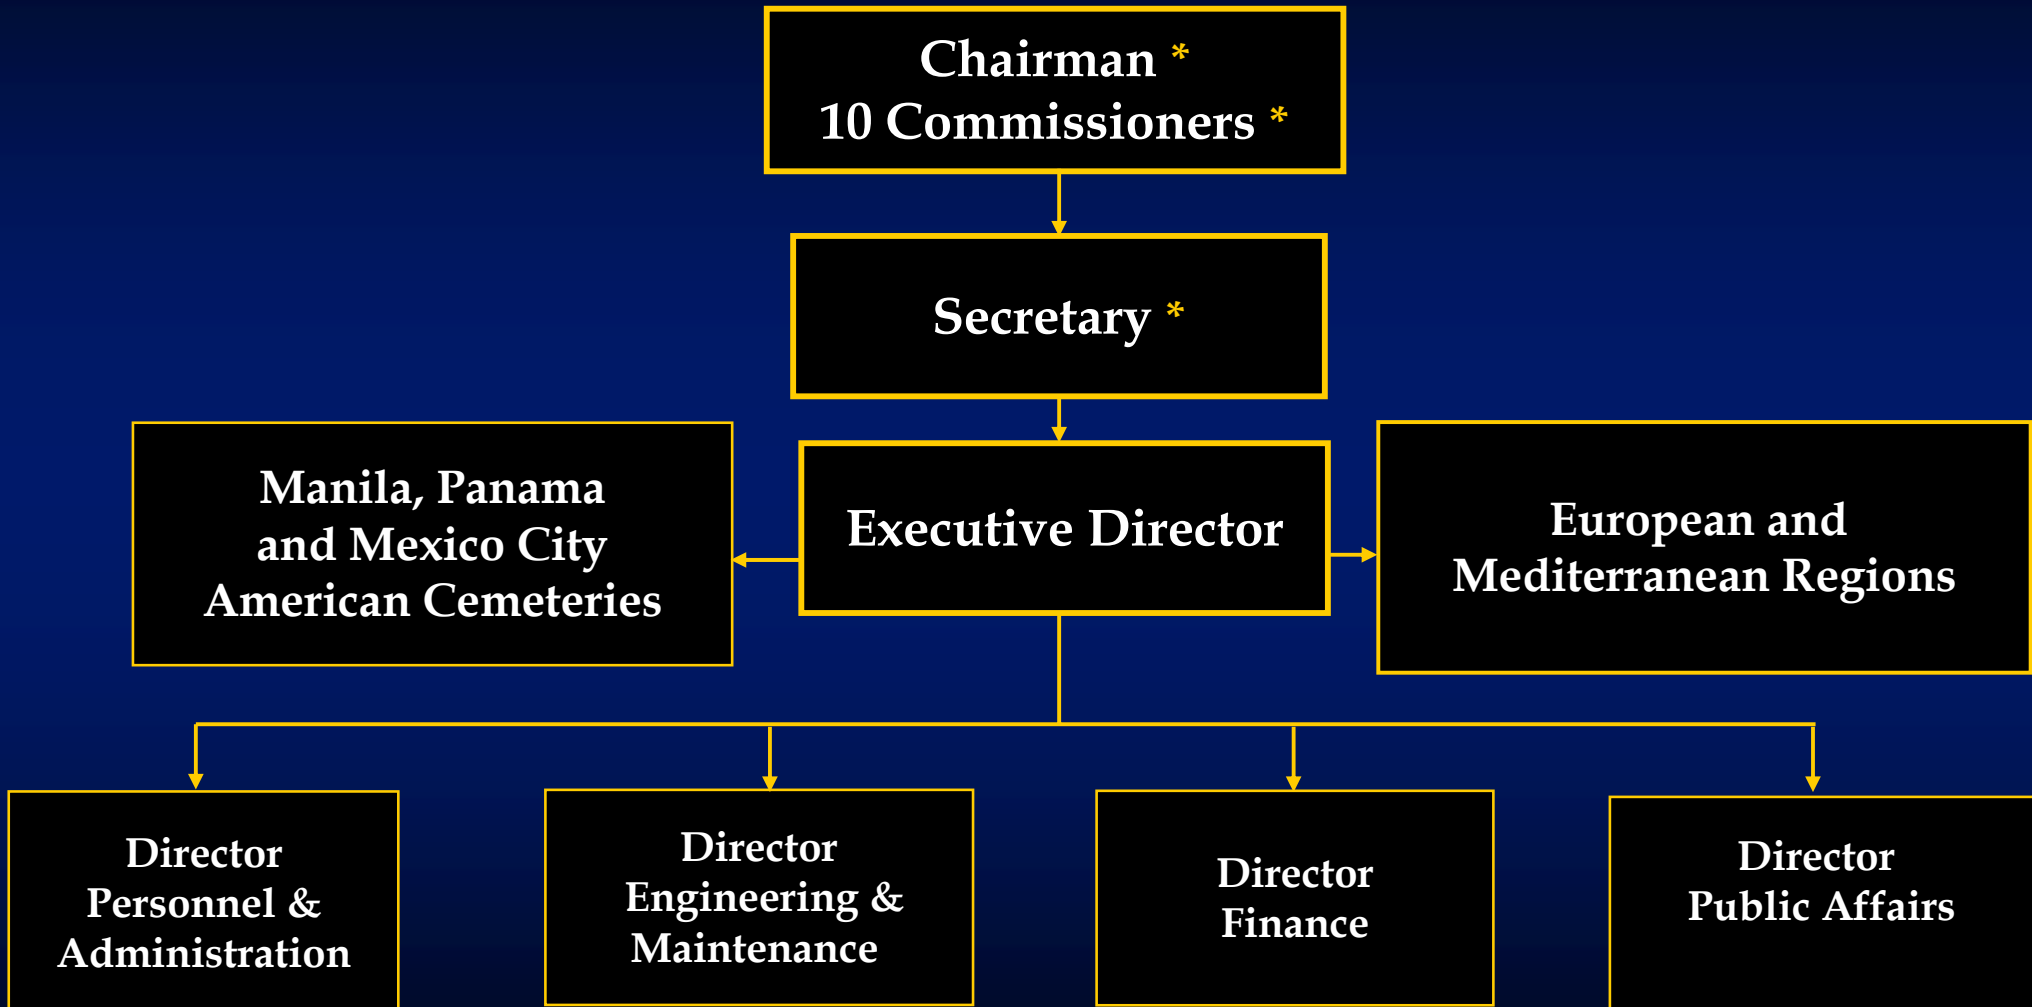 Chairman *
10 Commissioners *
Secretary *
Manila, Panama
and Mexico City
American Cemeteries
Executive Director
European and
Mediterranean Regions
Director
Personnel &
Administration
Director
Engineering &
Maintenance
Director
Finance
Director
Public Affairs